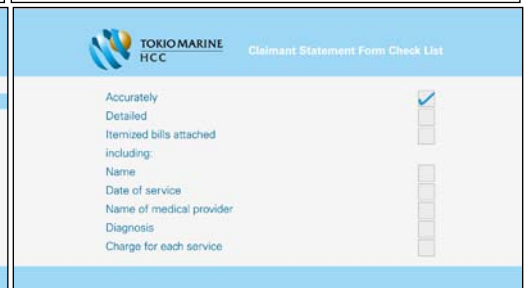 TOKIO MARINE
HCC
Claimant Statement Form Check List
Accurately
Detailed
Itemized bills attached
including:
Name
Date of service
Name of medical provider
Diagnosis
Charge for each service